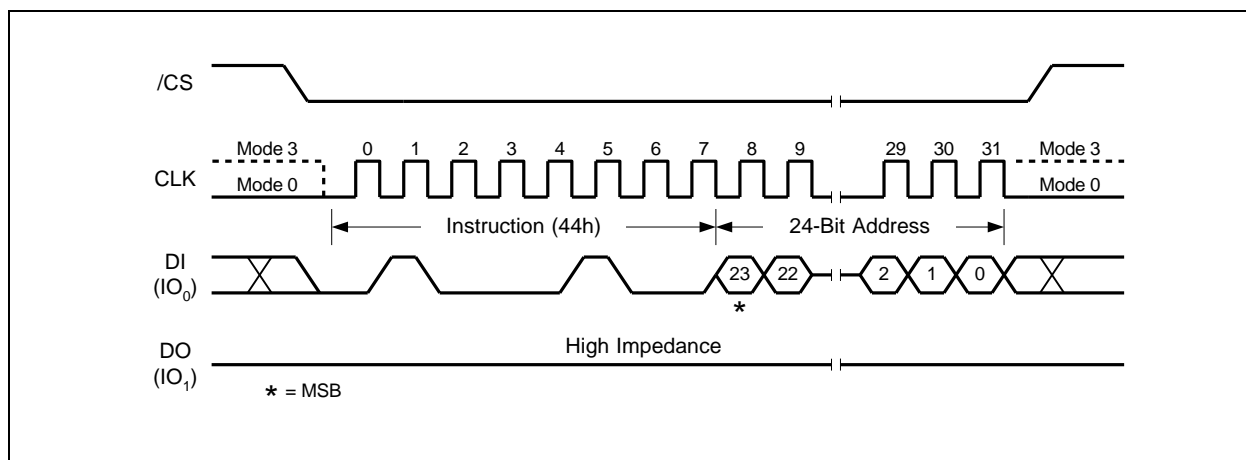 /CS
Mode 3 0 1 2 3 4 5 6 7 8 9 29 30 31 Mode 3
CLK
Mode 0 Mode 0
Instruction (44h) 24-Bit Address
DI
(IO₀)
23 22 2 1 0
*
High Impedance
DO
(IO₁)
* = MSB